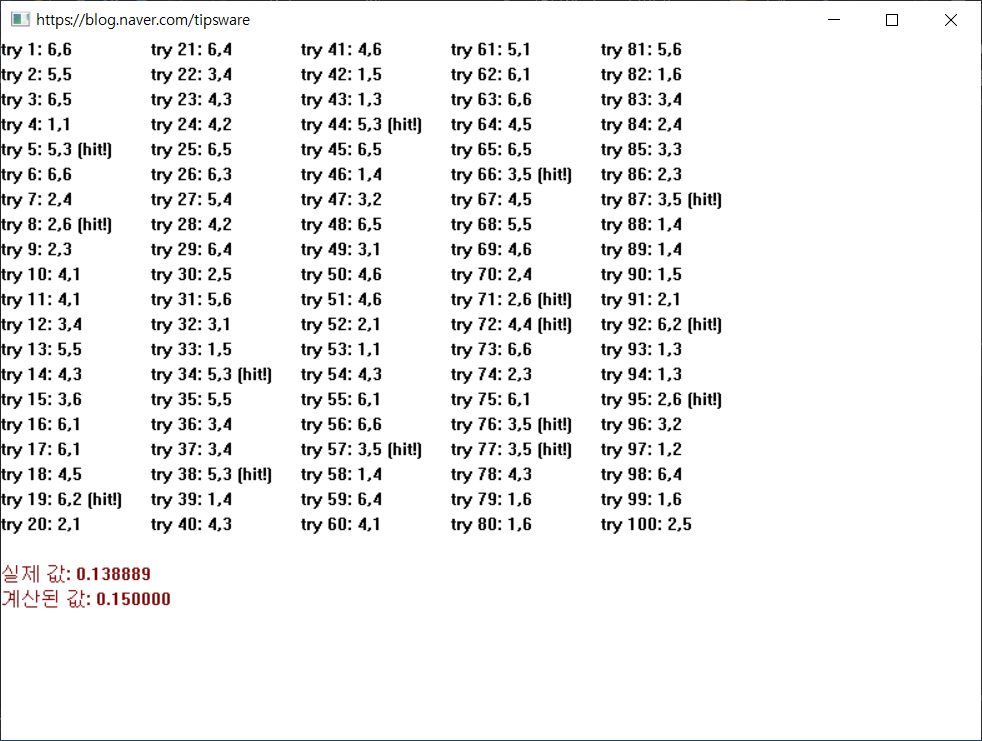 https://blog.naver.com/tipsware
try 1: 6,6 try 21: 6,4 try 41: 4,6 try 61: 5,1 try 81: 5,6
try 2: 5,5 try 22: 3,4 try 42: 1,5 try 62: 6,1 try 82: 1,6
try 3: 6,5 try 23: 4,3 try 43: 1,3 try 63: 6,6 try 83: 3,4
try 4: 1,1 try 24: 4,2 try 44: 5,3 (hit!) try 64: 4,5 try 84: 2,4
try 5: 5,3 (hit!) try 25: 6,5 try 45: 6,5 try 65: 6,5 try 85: 3,3
try 6: 6,6 try 26: 6,3 try 46: 1,4 try 66: 3,5 (hit!) try 86: 2,3
try 7: 2,4 try 27: 5,4 try 47: 3,2 try 67: 4,5 try 87: 3,5 (hit!)
try 8: 2,6 (hit!) try 28: 4,2 try 48: 6,5 try 68: 5,5 try 88: 1,4
try 9: 2,3 try 29: 6,4 try 49: 3,1 try 69: 4,6 try 89: 1,4
try 10: 4,1 try 30: 2,5 try 50: 4,6 try 70: 2,4 try 90: 1,5
try 11: 4,1 try 31: 5,6 try 51: 4,6 try 71: 2,6 (hit!) try 91: 2,1
try 12: 3,4 try 32: 3,1 try 52: 2,1 try 72: 4,4 (hit!) try 92: 6,2 (hit!)
try 13: 5,5 try 33: 1,5 try 53: 1,1 try 73: 6,6 try 93: 1,3
try 14: 4,3 try 34: 5,3 (hit!) try 54: 4,3 try 74: 2,3 try 94: 1,3
try 15: 3,6 try 35: 5,5 try 55: 6,1 try 75: 6,1 try 95: 2,6 (hit!)
try 16: 6,1 try 36: 3,4 try 56: 6,6 try 76: 3,5 (hit!) try 96: 3,2
try 17: 6,1 try 37: 3,4 try 57: 3,5 (hit!) try 77: 3,5 (hit!) try 97: 1,2
try 18: 4,5 try 38: 5,3 (hit!) try 58: 1,4 try 78: 4,3 try 98: 6,4
try 19: 6,2 (hit!) try 39: 1,4 try 59: 6,4 try 79: 1,6 try 99: 1,6
try 20: 2,1 try 40: 4,3 try 60: 4,1 try 80: 1,6 try 100: 2,5
실제 값: 0.138889
계산된 값: 0.150000